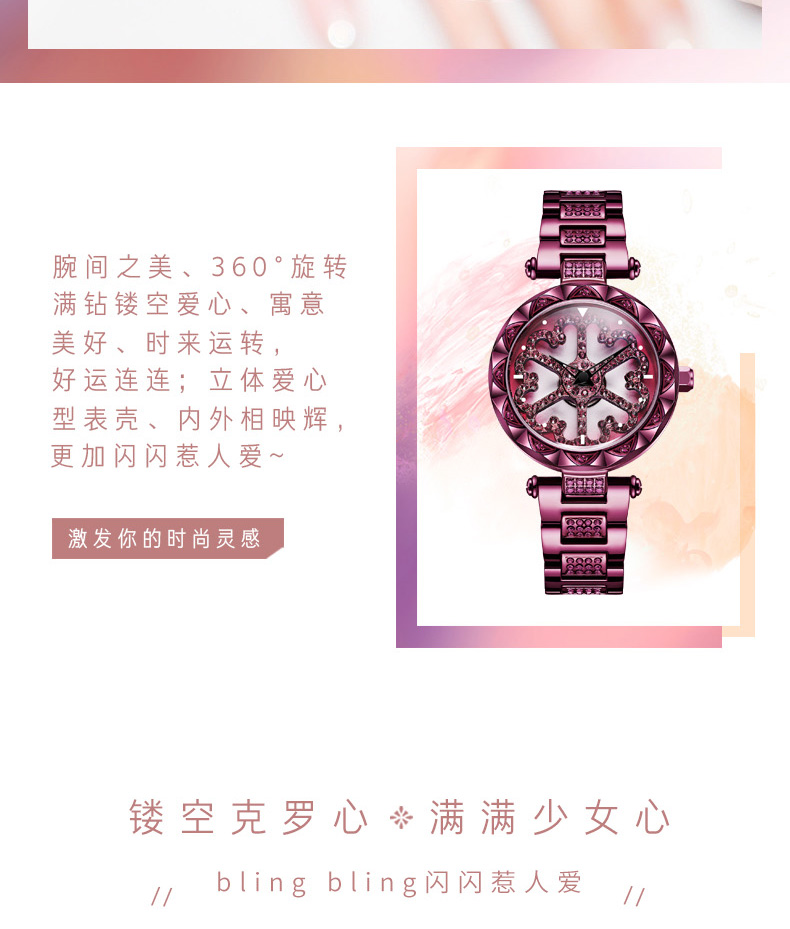 腕间之美、360°旋转
满钻镂空爱心、寓意
美好、时来运转，
好运连连；立体爱心
型表壳、内外相映辉，
更加闪闪惹人爱~
激发你的时尚灵感
镂空克罗心 满满少女心
// bling bling闪闪惹人爱 //